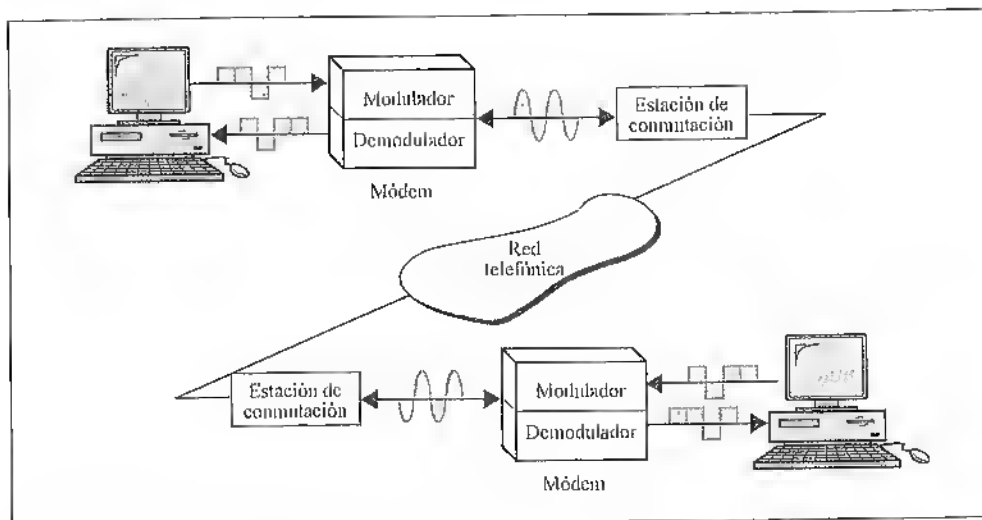 Modulador
Demodulador
Módem
Estación de
conmutación
Red
telefónica
Estación de
conmutación
Modulador
Demodulador
Módem